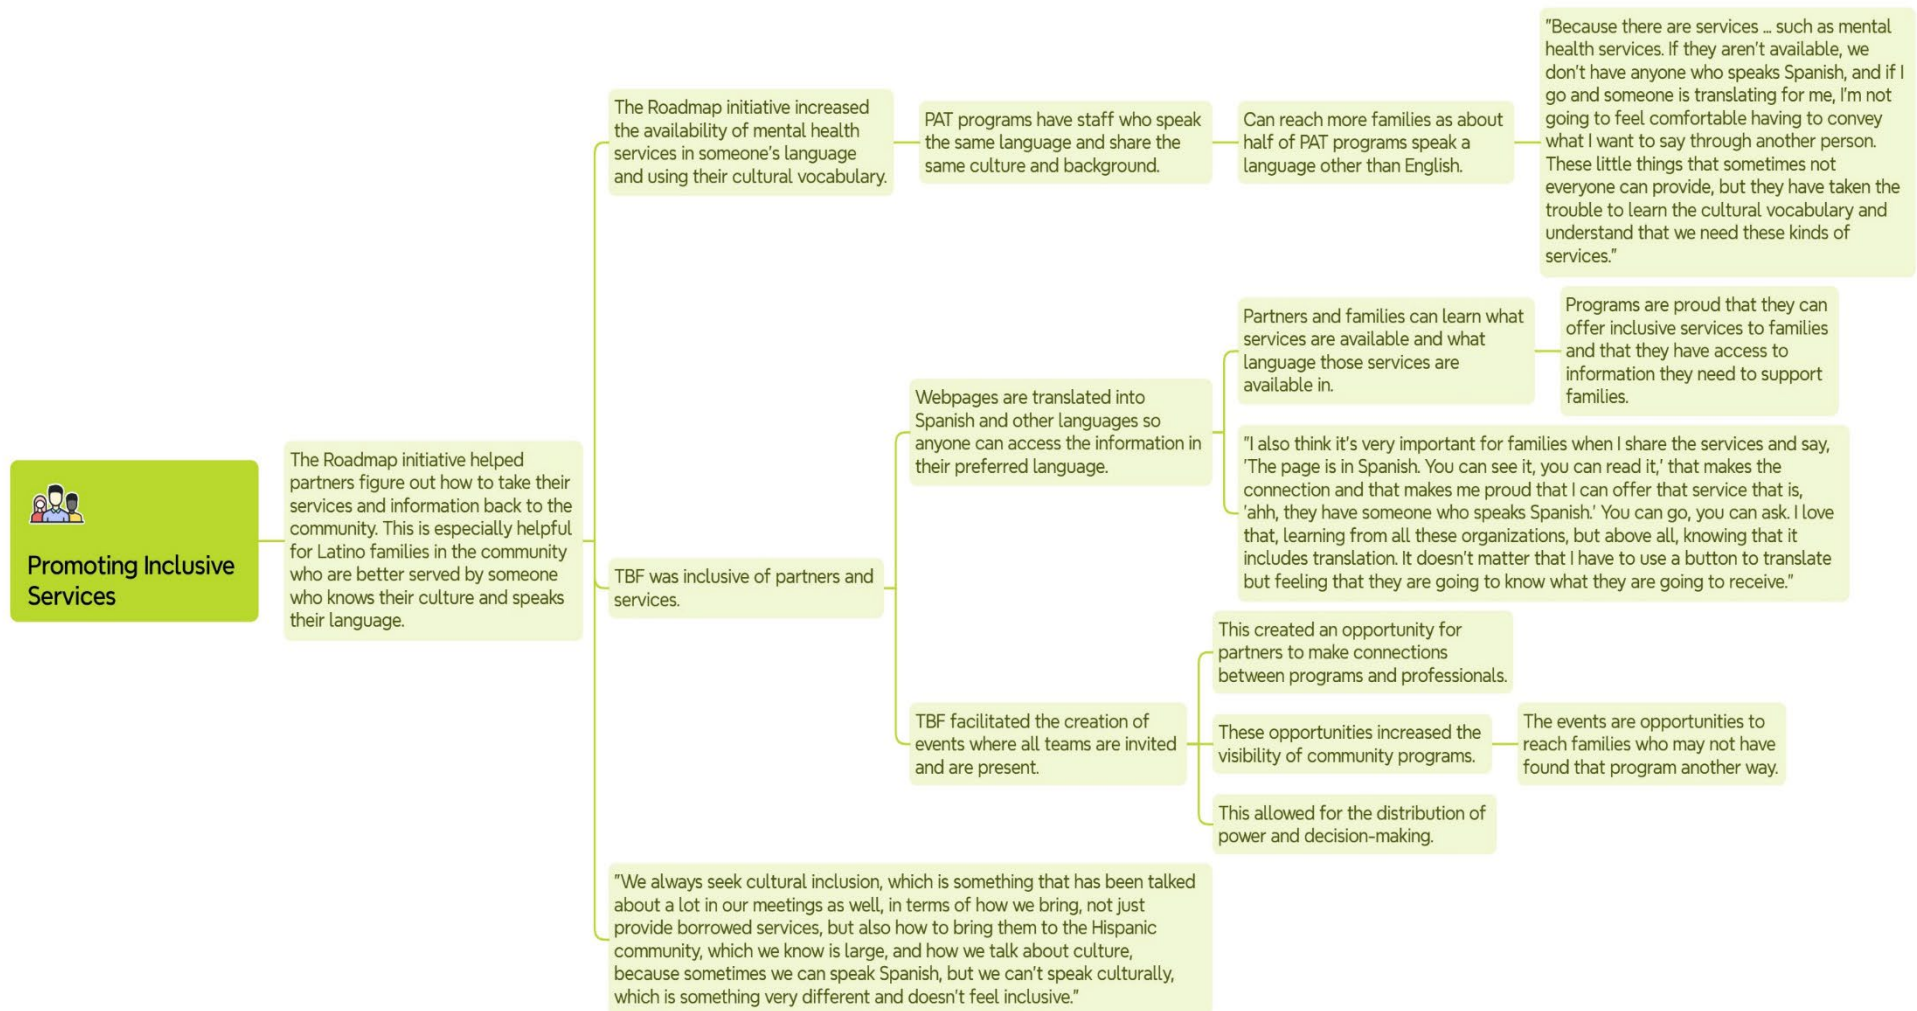 Promoting Inclusive
Services
The Roadmap initiative helped
partners figure out how to take their
services and information back to the
community. This is especially helpful
for Latino families in the community
who are better served by someone
who knows their culture and speaks
their language.
The Roadmap initiative increased
the availability of mental health
services in someone's language
and using their cultural vocabulary.
PAT programs have staff who speak
the same language and share the
same culture and background.
Can reach more families as about
half of PAT programs speak a
language other than English.
"Because there are services ... such as mental
health services. If they aren't available, we
don't have anyone who speaks Spanish, and if I
go and someone is translating for me, I'm not
going to feel comfortable having to convey
what I want to say through another person.
These little things that sometimes not
everyone can provide, but they have taken the
trouble to learn the cultural vocabulary and
understand that we need these kinds of
services."
TBF was inclusive of partners and
services.
Webpages are translated into
Spanish and other languages so
anyone can access the information in
their preferred language.
Partners and families can learn what
services are available and what
language those services are
available in.
Programs are proud that they can
offer inclusive services to families
and that they have access to
information they need to support
families.
"I also think it's very important for families when I share the services and say,
'The page is in Spanish. You can see it, you can read it,' that makes the
connection and that makes me proud that I can offer that service that is,
'ahh, they have someone who speaks Spanish.' You can go, you can ask. I love
that, learning from all these organizations, but above all, knowing that it
includes translation. It doesn't matter that I have to use a button to translate
but feeling that they are going to know what they are going to receive."
TBF facilitated the creation of
events where all teams are invited
and are present.
This created an opportunity for
partners to make connections
between programs and professionals.
These opportunities increased the
visibility of community programs.
The events are opportunities to
reach families who may not have
found that program another way.
This allowed for the distribution of
power and decision-making.
"We always seek cultural inclusion, which is something that has been talked
about a lot in our meetings as well, in terms of how we bring, not just
provide borrowed services, but also how to bring them to the Hispanic
community, which we know is large, and how we talk about culture,
because sometimes we can speak Spanish, but we can't speak culturally,
which is something very different and doesn't feel inclusive."